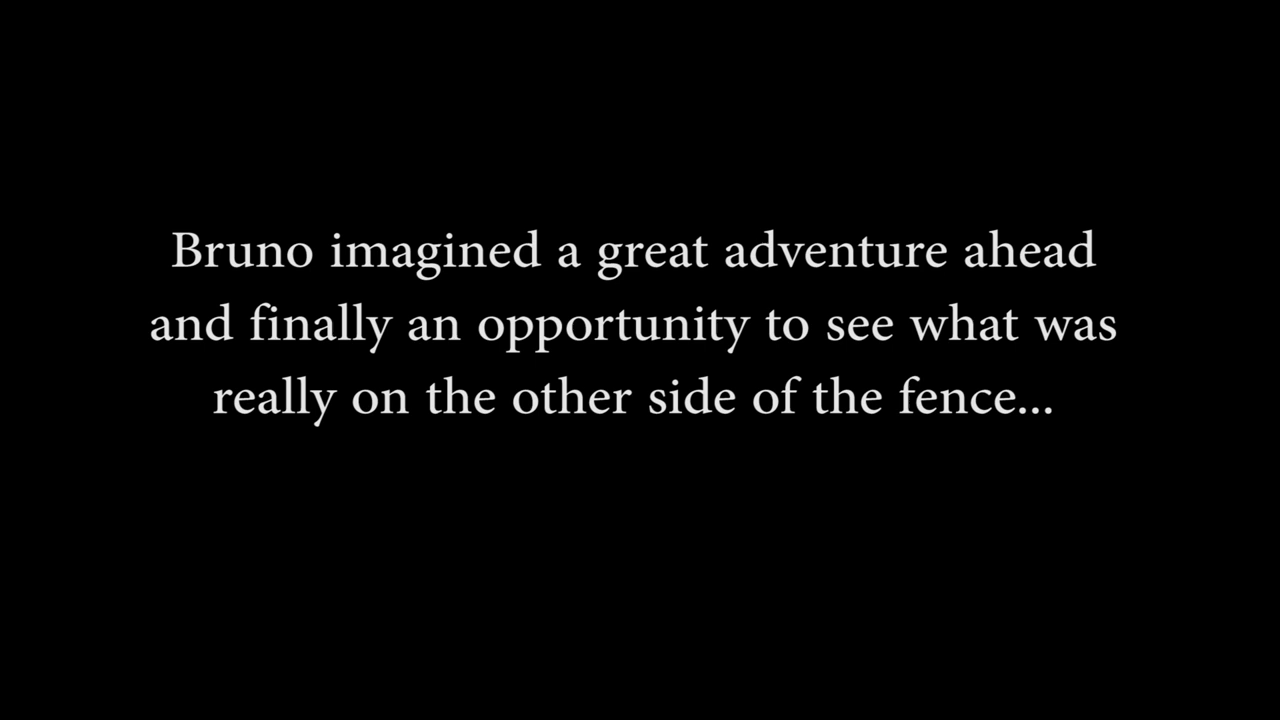 Bruno imagined a great adventure ahead
and finally an opportunity to see what was
really on the other side of the fence...